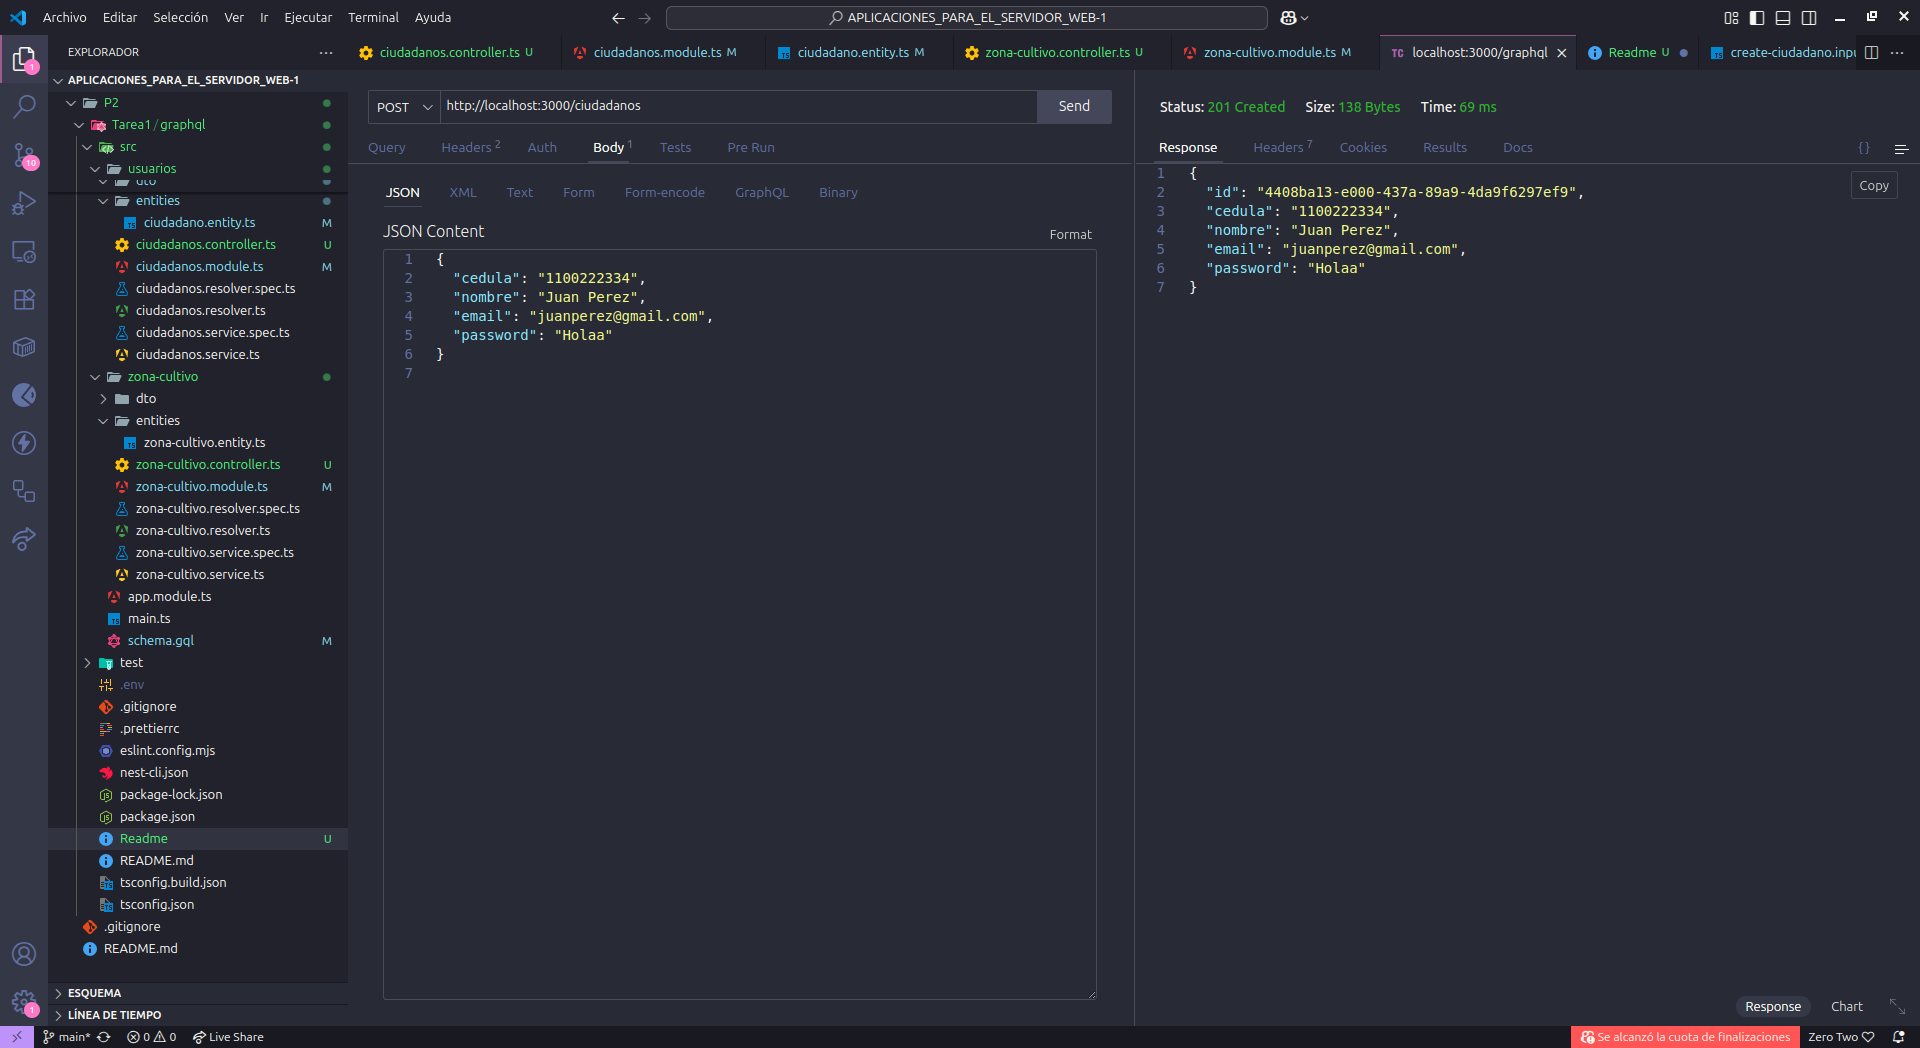 Archivo Editar Selección Ver Ir Ejecutar Terminal Ayuda
APLICACIONES_PARA_EL_SERVIDOR_WEB-1
EXPLORADOR
ciudadanos.controller.ts U
ciudadanos.module.ts M
ciudadano.entity.ts M
zona-cultivo.controller.ts U
zona-cultivo.module.ts M
TC localhost:3000/graphql
Readme U
create-ciudadano.inpu
APLICACIONES_PARA_EL_SERVIDOR_WEB-1
P2
Tarea1 / graphql
src
usuarios
dto
entities
ciudadano.entity.ts M
ciudadanos.controller.ts U
ciudadanos.module.ts M
ciudadanos.resolver.spec.ts
ciudadanos.resolver.ts
ciudadanos.service.spec.ts
ciudadanos.service.ts
zona-cultivo
dto
entities
zona-cultivo.entity.ts
zona-cultivo.controller.ts U
zona-cultivo.module.ts M
zona-cultivo.resolver.spec.ts
zona-cultivo.resolver.ts
zona-cultivo.service.spec.ts
zona-cultivo.service.ts
app.module.ts
main.ts
schema.gql M
test
.env
.gitignore
.prettierrc
eslint.config.mjs
nest-cli.json
package-lock.json
package.json
Readme U
README.md
tsconfig.build.json
tsconfig.json
.gitignore
README.md
ESQUEMA
LÍNEA DE TIEMPO
1
10
1
POST http://localhost:3000/ciudadanos Send
Query Headers 2 Auth Body 1 Tests Pre Run
JSON XML Text Form Form-encode GraphQL Binary
JSON Content
Format
1 {
2 "cedula": "1100222334",
3 "nombre": "Juan Perez",
4 "email": "juanperez@gmail.com",
5 "password": "Holaa"
6 }
7
Status: 201 Created Size: 138 Bytes Time: 69 ms
Response Headers 7 Cookies Results Docs {}
Copy
1 {
2 "id": "4408ba13-e000-437a-89a9-4da9f6297ef9",
3 "cedula": "1100222334",
4 "nombre": "Juan Perez",
5 "email": "juanperez@gmail.com",
6 "password": "Holaa"
7 }
Response Chart
main* 0 0 Live Share
Se alcanzó la cuota de finalizaciones Zero Two